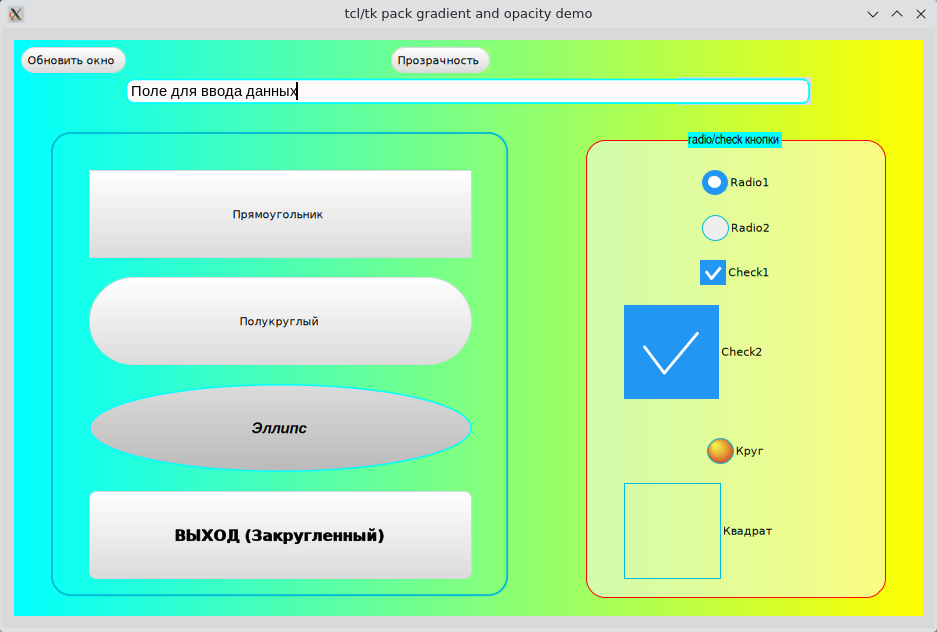 tcl/tk pack gradient and opacity demo
Обновить окно
Прозрачность
Поле для ввода данных
radio/check кнопки
Radio1
Прямоугольник
Radio2
Check1
Полукруглый
Check2
Эллипс
Круг
ВЫХОД (Закругленный)
Квадрат